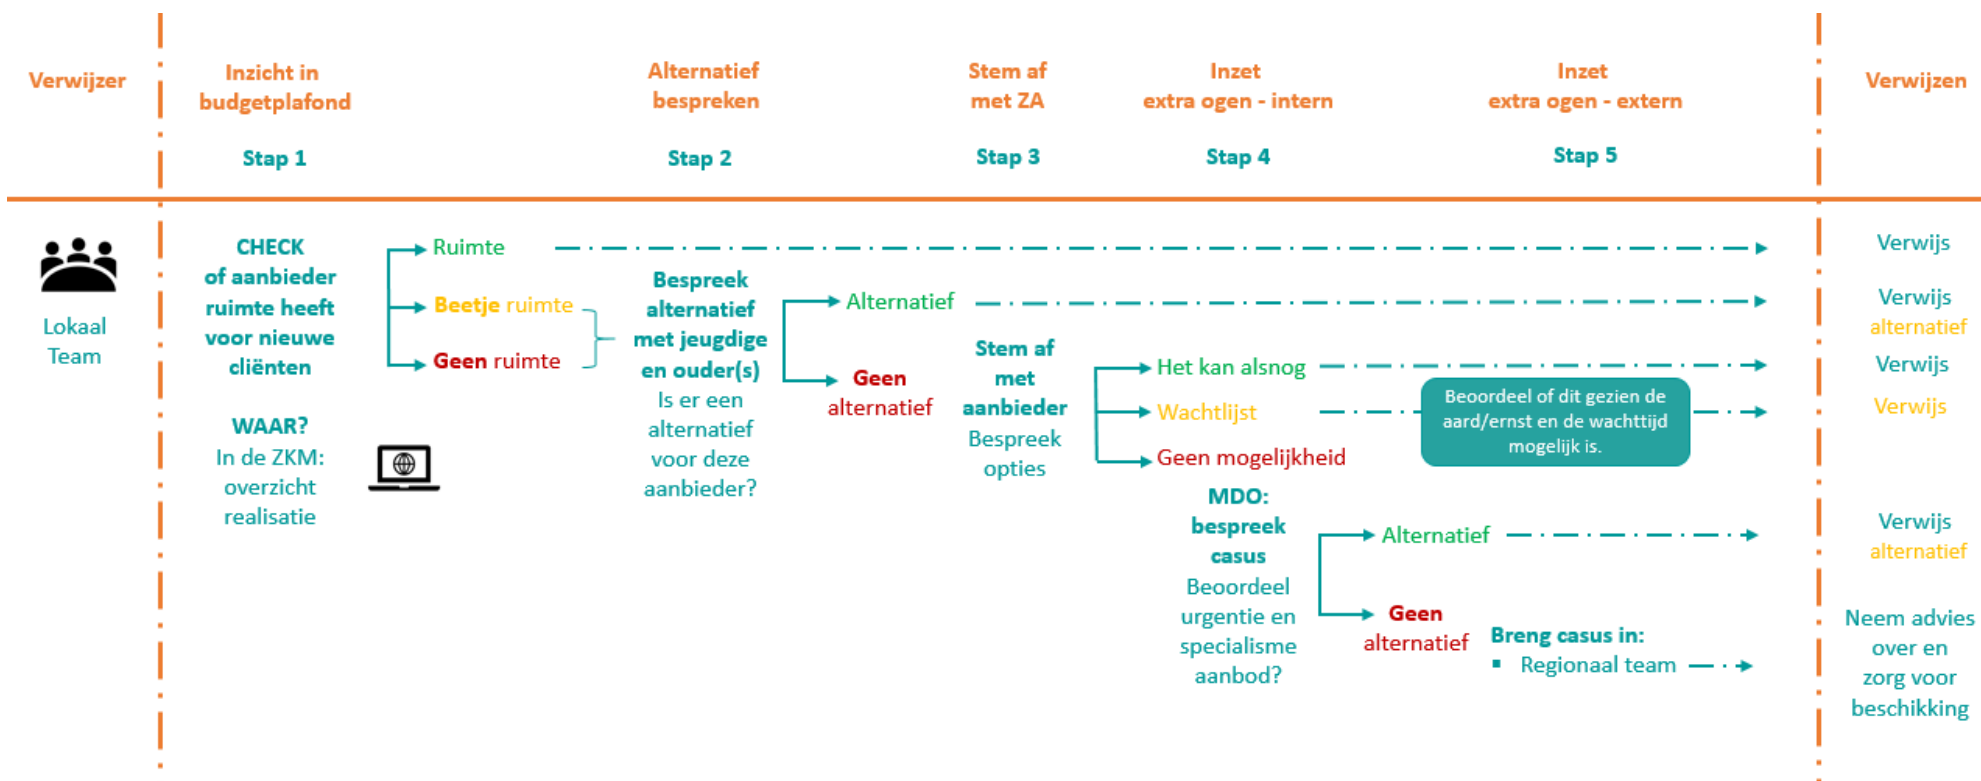 Verwijzer
Inzicht in
budgetplafond
Stap 1
Alternatief
bespreken
Stap 2
Stem af
met ZA
Stap 3
Inzet
extra ogen - intern
Stap 4
Inzet
extra ogen - extern
Stap 5
Verwijzen
Lokaal
Team
CHECK
of aanbieder
ruimte heeft
voor nieuwe
cliënten
WAAR?
In de ZKM:
overzicht
realisatie
Ruimte
Beetje ruimte
Geen ruimte
Bespreek
alternatief
met jeugdige
en ouder(s)
Is er een
alternatief
voor deze
aanbieder?
Alternatief
Geen
alternatief
Stem af
met
aanbieder
Bespreek
opties
Het kan alsnog
Wachtlijst
Geen mogelijkheid
Beoordeel of dit gezien de
aard/ernst en de wachttijd
mogelijk is.
MDO:
bespreek
casus
Beoordeel
urgentie en
specialisme
aanbod?
Alternatief
Geen
alternatief
Breng casus in:
▪ Regionaal team
Verwijs
Verwijs
alternatief
Verwijs
Verwijs
Verwijs
alternatief
Neem advies
over en
zorg voor
beschikking